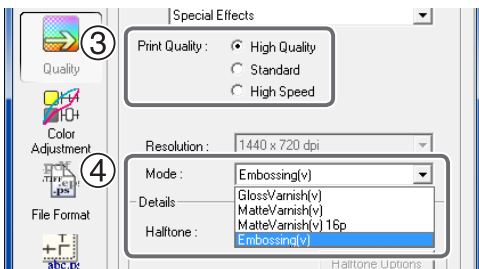 Special Effects
③
Print Quality : High Quality
Standard
High Speed
Quality
Color
Adjustment
Resolution : 1440 x 720 dpi
④
Mode : Embossing(v)
GlossVarnish(v)
MatteVarnish(v)
MatteVarnish(v) 16p
Embossing(v)
Details
Halftone :
File Format
Halftone Options